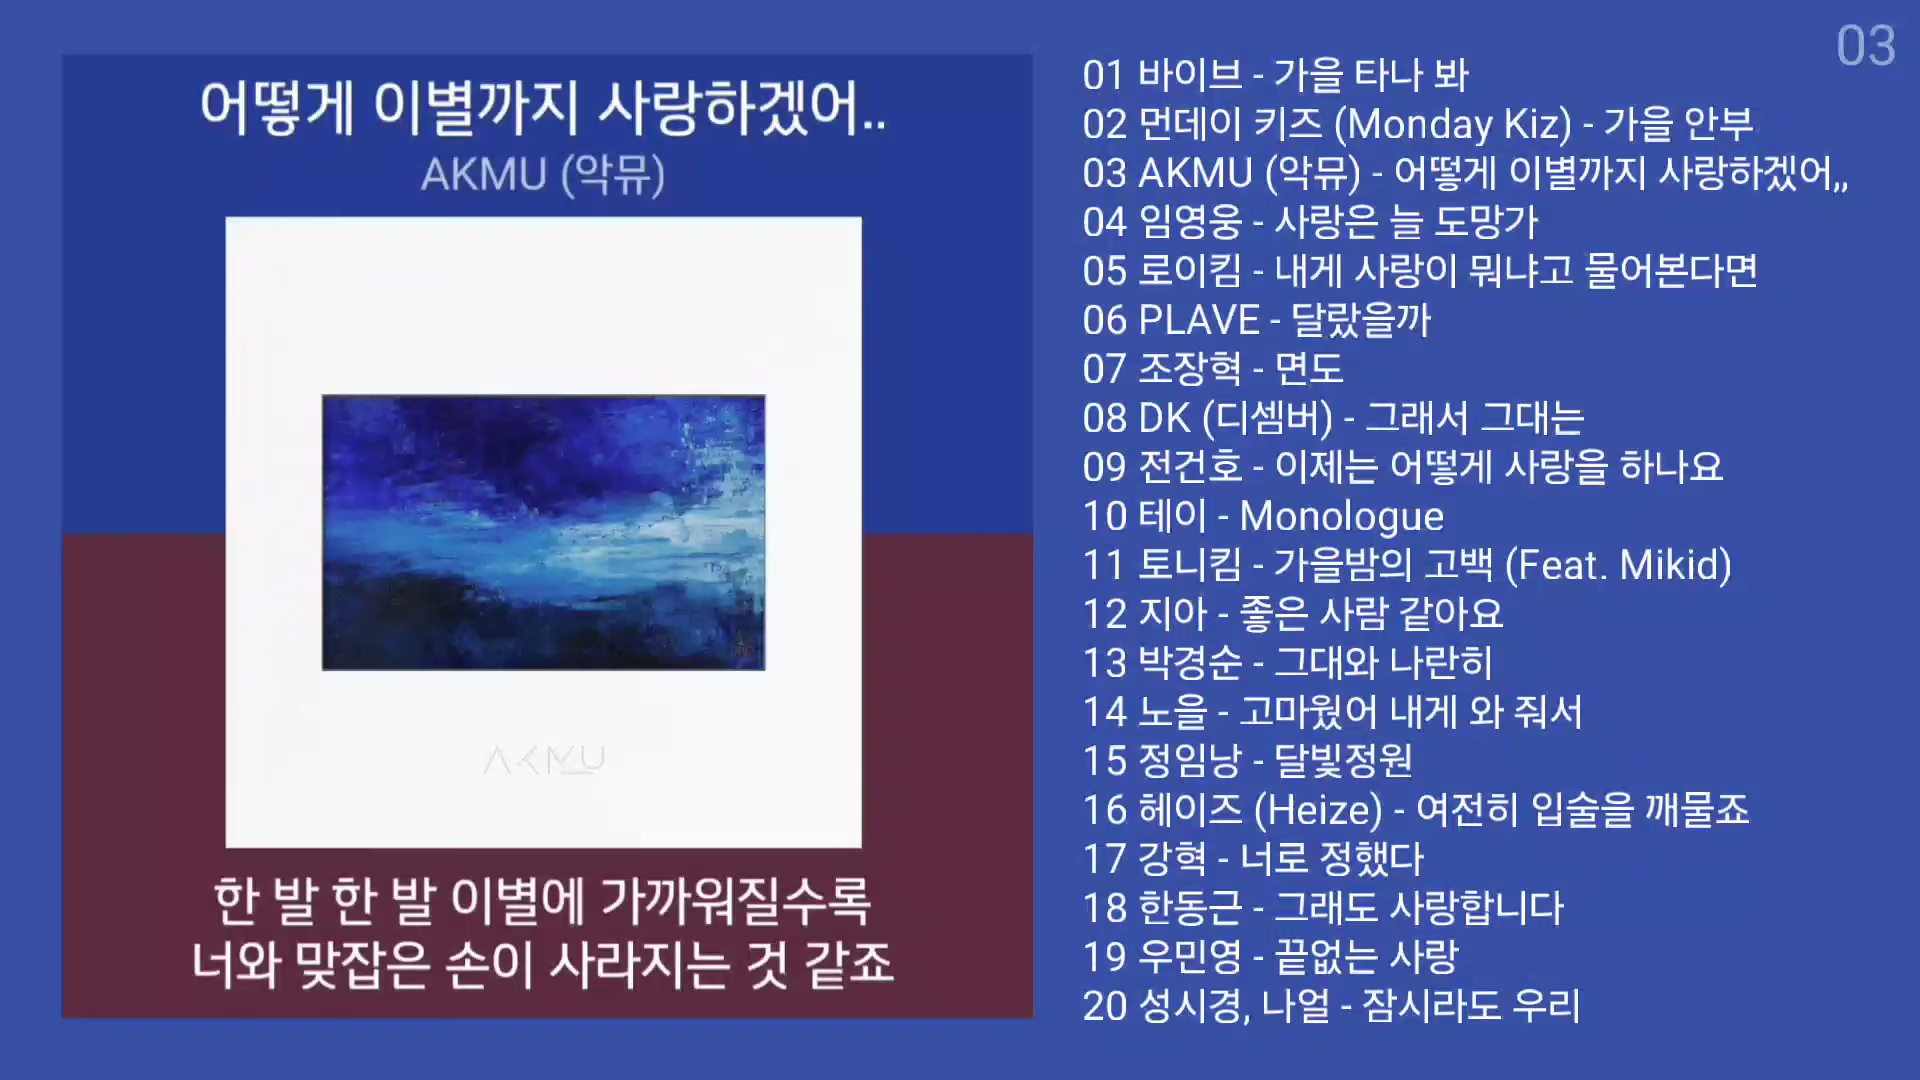 03
어떻게 이별까지 사랑하겠어..
AKMU (악뮤)
AKMU
한 발 한 발 이별에 가까워질수록
너와 맞잡은 손이 사라지는 것 같죠
01 바이브 - 가을 타나 봐
02 먼데이 키즈 (Monday Kiz) - 가을 안부
03 AKMU (악뮤) - 어떻게 이별까지 사랑하겠어,,
04 임영웅 - 사랑은 늘 도망가
05 로이킴 - 내게 사랑이 뭐냐고 물어본다면
06 PLAVE - 달랐을까
07 조장혁 - 면도
08 DK (디셈버) - 그래서 그대는
09 전건호 - 이제는 어떻게 사랑을 하나요
10 테이 - Monologue
11 토니킴 - 가을밤의 고백 (Feat. Mikid)
12 지아 - 좋은 사람 같아요
13 박경순 - 그대와 나란히
14 노을 - 고마웠어 내게 와 줘서
15 정임낭 - 달빛정원
16 헤이즈 (Heize) - 여전히 입술을 깨물죠
17 강혁 - 너로 정했다
18 한동근 - 그래도 사랑합니다
19 우민영 - 끝없는 사랑
20 성시경, 나얼 - 잠시라도 우리